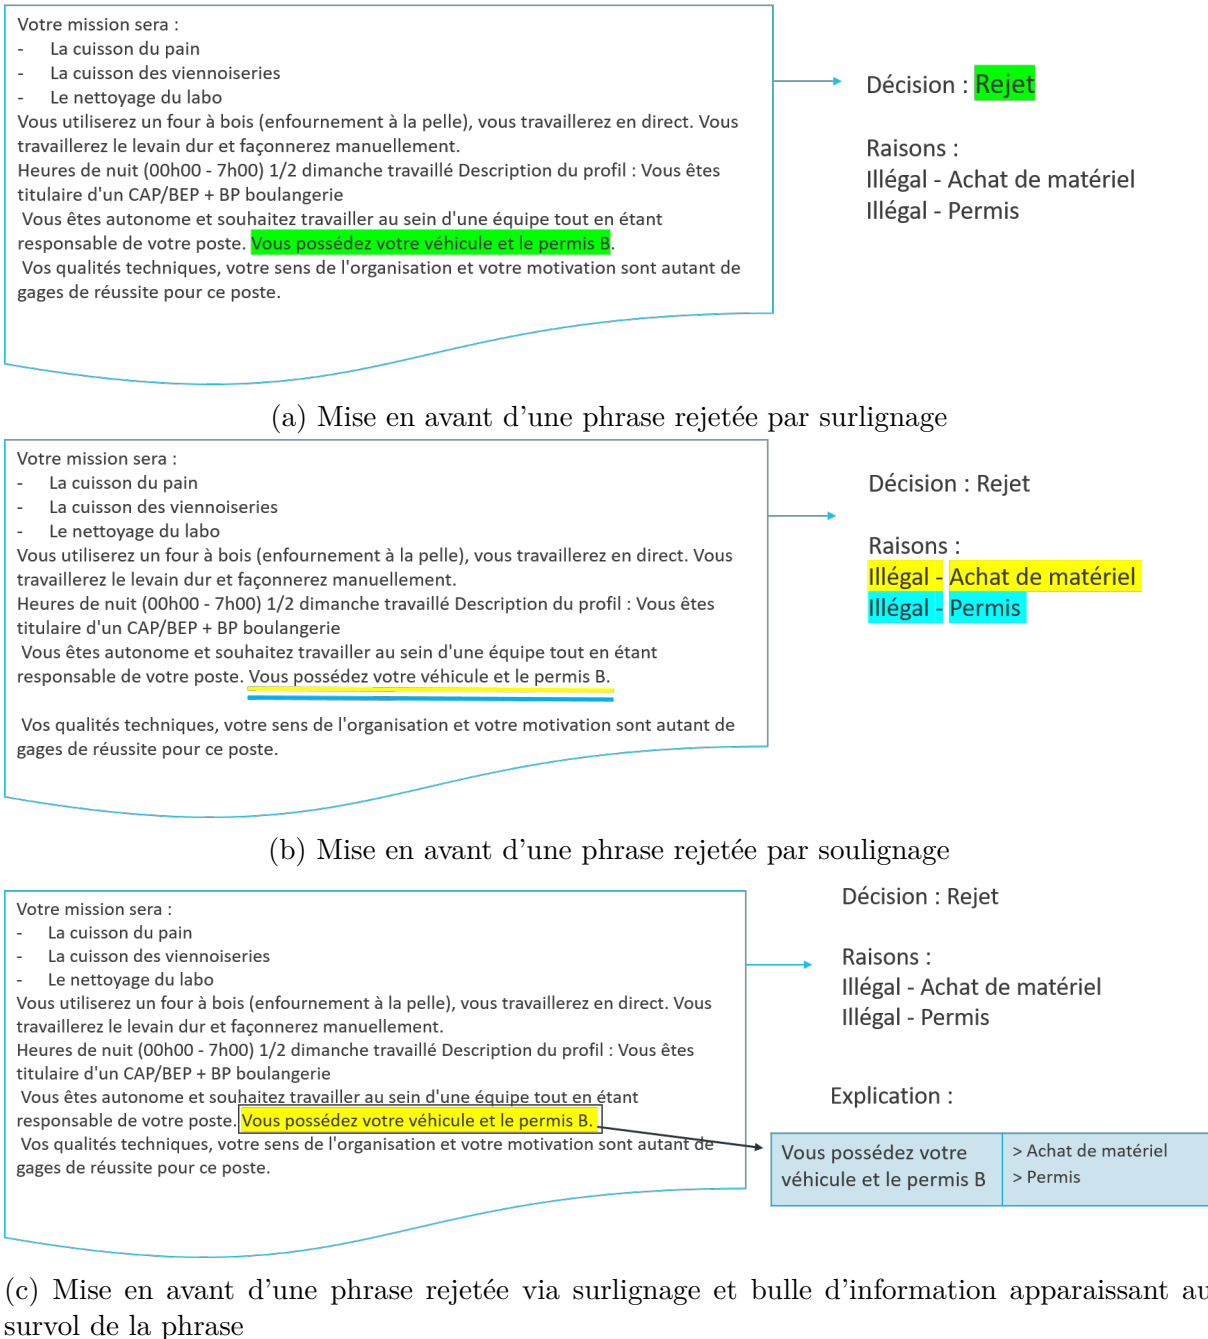 Votre mission sera :
- La cuisson du pain
- La cuisson des viennoiseries
- Le nettoyage du labo
Vous utiliserez un four à bois (enfournement à la pelle), vous travaillerez en direct. Vous
travaillerez le levain dur et façonnerez manuellement.
Heures de nuit (00h00 - 7h00) 1/2 dimanche travaillé Description du profil : Vous êtes
titulaire d'un CAP/BEP + BP boulangerie
Vous êtes autonome et souhaitez travailler au sein d'une équipe tout en étant
responsable de votre poste. Vous possédez votre véhicule et le permis B.
Vos qualités techniques, votre sens de l'organisation et votre motivation sont autant de
gages de réussite pour ce poste.
Décision : Rejet
Raisons :
Illégal - Achat de matériel
Illégal - Permis
(a) Mise en avant d'une phrase rejetée par surlignage
Votre mission sera :
- La cuisson du pain
- La cuisson des viennoiseries
- Le nettoyage du labo
Vous utiliserez un four à bois (enfournement à la pelle), vous travaillerez en direct. Vous
travaillerez le levain dur et façonnerez manuellement.
Heures de nuit (00h00 - 7h00) 1/2 dimanche travaillé Description du profil : Vous êtes
titulaire d'un CAP/BEP + BP boulangerie
Vous êtes autonome et souhaitez travailler au sein d'une équipe tout en étant
responsable de votre poste. Vous possédez votre véhicule et le permis B.
Vos qualités techniques, votre sens de l'organisation et votre motivation sont autant de
gages de réussite pour ce poste.
Décision : Rejet
Raisons :
Illégal - Achat de matériel
Illégal - Permis
(b) Mise en avant d'une phrase rejetée par soulignage
Votre mission sera :
- La cuisson du pain
- La cuisson des viennoiseries
- Le nettoyage du labo
Vous utiliserez un four à bois (enfournement à la pelle), vous travaillerez en direct. Vous
travaillerez le levain dur et façonnerez manuellement.
Heures de nuit (00h00 - 7h00) 1/2 dimanche travaillé Description du profil : Vous êtes
titulaire d'un CAP/BEP + BP boulangerie
Vous êtes autonome et souhaitez travailler au sein d'une équipe tout en étant
responsable de votre poste. Vous possédez votre véhicule et le permis B.
Vos qualités techniques, votre sens de l'organisation et votre motivation sont autant de
gages de réussite pour ce poste.
Décision : Rejet
Raisons :
Illégal - Achat de matériel
Illégal - Permis
Explication :
Vous possédez votre
véhicule et le permis B
> Achat de matériel
> Permis
(c) Mise en avant d'une phrase rejetée via surlignage et bulle d'information apparaissant au
survol de la phrase